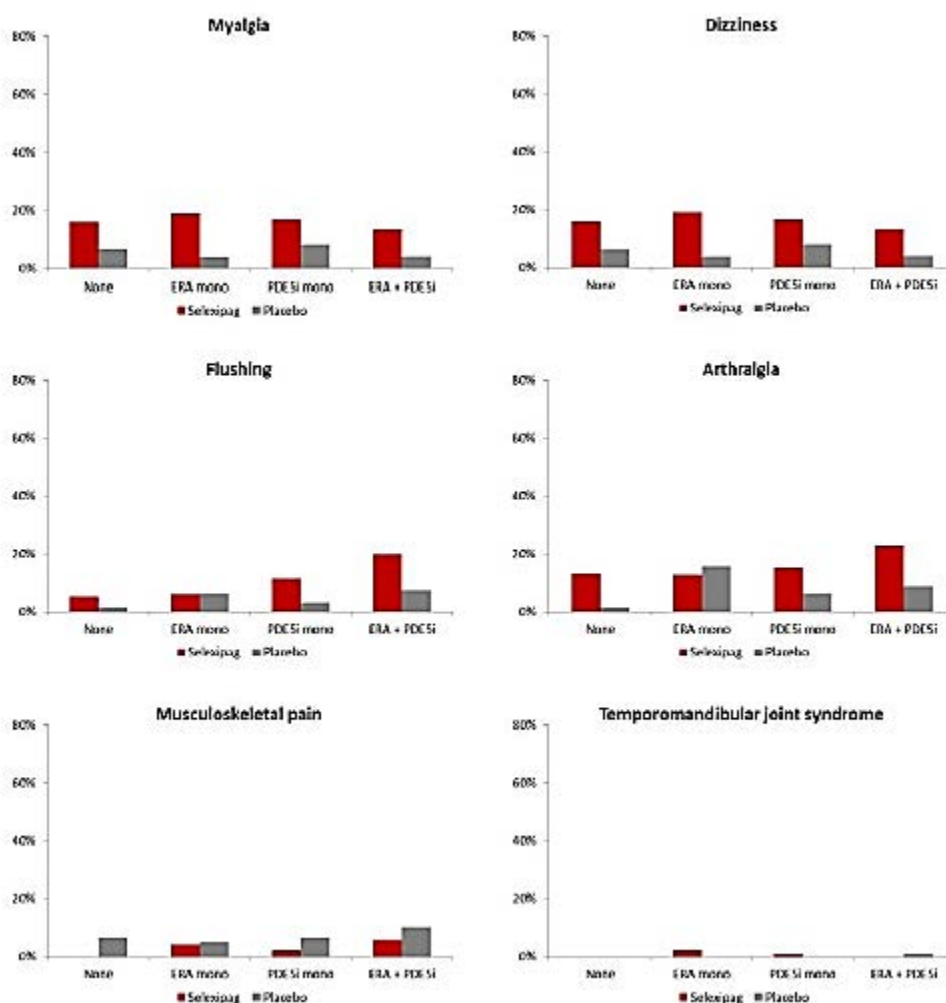 Myalgia
80%
60%
40%
20%
0%
None ERA mono PDE5i mono ERA + PDE5i
Selexipag Placebo
Dizziness
80%
60%
40%
20%
0%
None ERA mono PDE5i mono ERA + PDE5i
Selexipag Placebo
Flushing
80%
60%
40%
20%
0%
None ERA mono PDE5i mono ERA + PDE5i
Selexipag Placebo
Arthralgia
80%
60%
40%
20%
0%
None ERA mono PDE5i mono ERA + PDE5i
Selexipag Placebo
Musculoskeletal pain
80%
60%
40%
20%
0%
None ERA mono PDE5i mono ERA + PDE5i
Selexipag Placebo
Temporomandibular joint syndrome
80%
60%
40%
20%
0%
None ERA mono PDE5i mono ERA + PDE5i
Selexipag Placebo